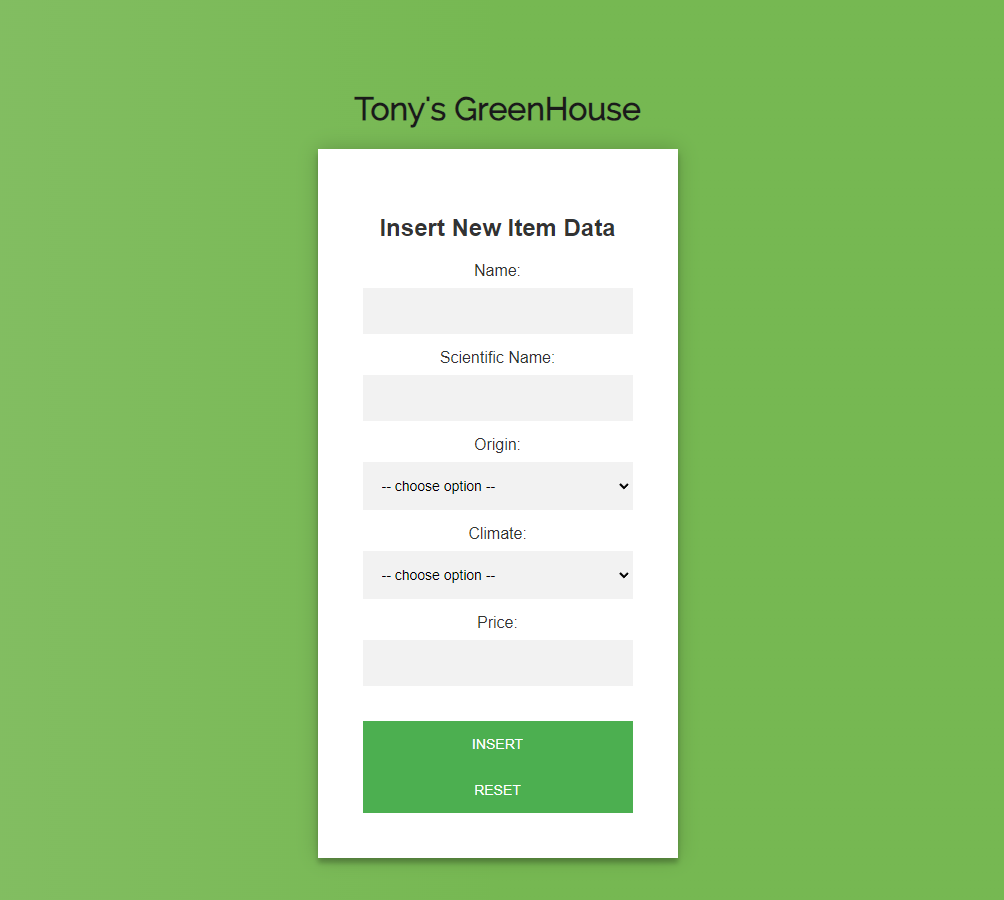 Tony's GreenHouse
Insert New Item Data
Name:
Scientific Name:
Origin:
-- choose option --
Climate:
-- choose option --
Price:
INSERT
RESET